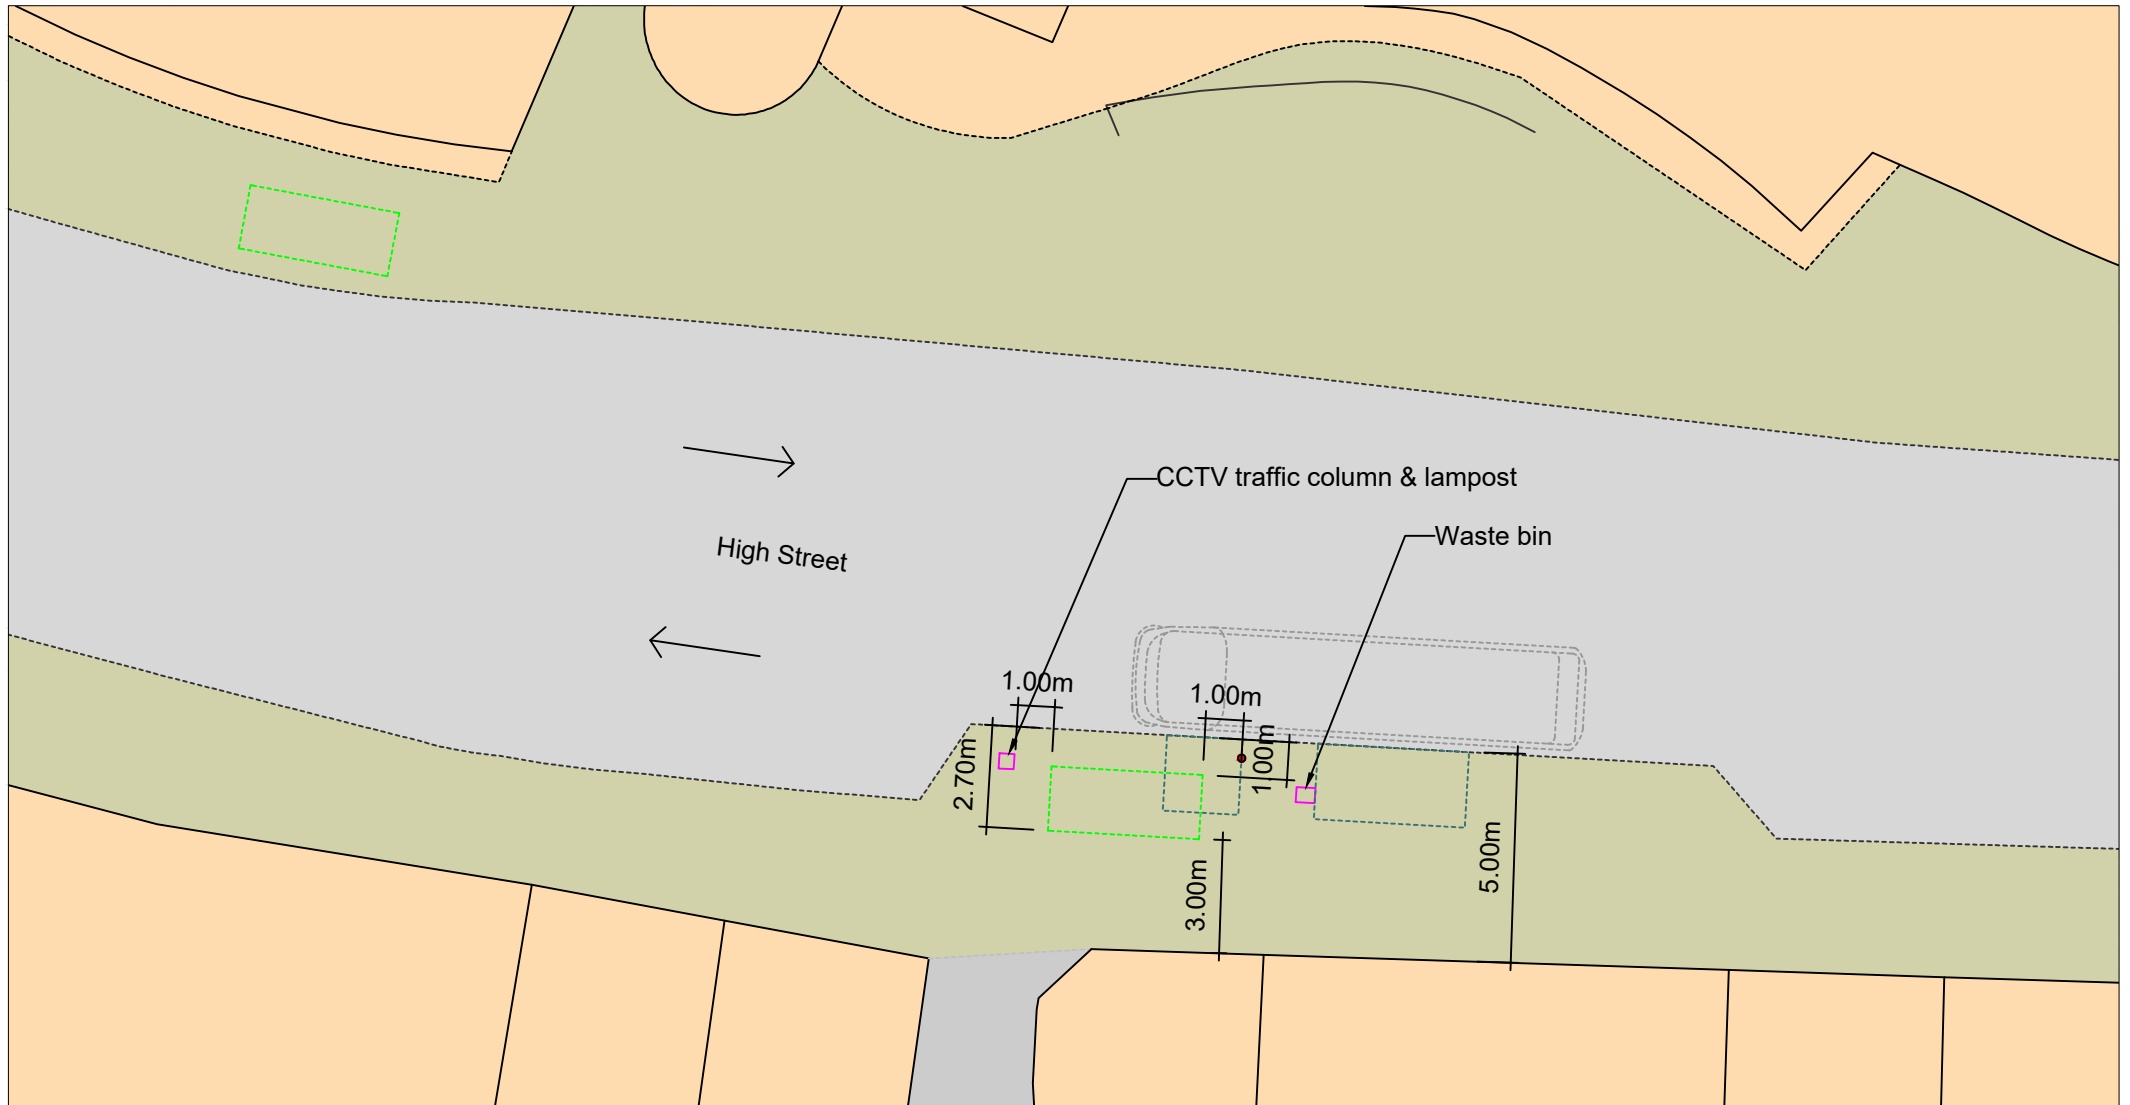 CCTV traffic column & lampost
Waste bin
High Street
1.00m
1.00m
1.00m
2.70m
3.00m
5.00m